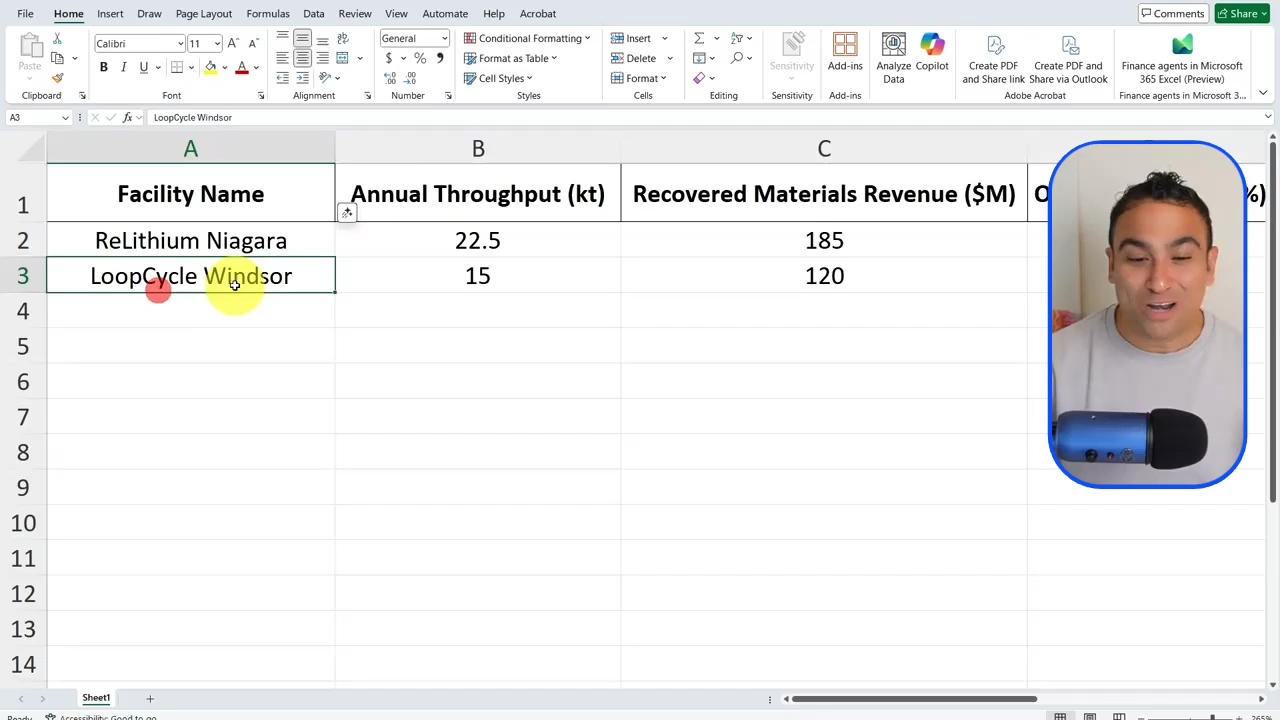 File Home Insert Draw Page Layout Formulas Data Review View Automate Help Acrobat Comments Share
Calibri 11 General Conditional Formatting Insert
Paste Format as Table Delete Sensitivity Add-ins Analyze Data Copilot Create PDF and Share link Create PDF and Share via Outlook Finance agents in Microsoft 365 Excel (Preview)
Cell Styles Format
Clipboard Font Alignment Number Styles Cells Editing Sensitivity Add-ins Adobe Acrobat Finance agents in Microsoft 3...
A3 fx LoopCycle Windsor
A B C
1 Facility Name Annual Throughput (kt) Recovered Materials Revenue ($M) O %)
2 ReLithium Niagara 22.5 185
3 LoopCycle Windsor 15 120
4
5
6
7
8
9
10
11
12
13
14
Sheet1
Ready Accessibility: Good to go 265%